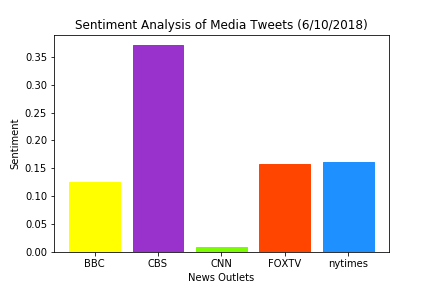 Sentiment Analysis of Media Tweets (6/10/2018)
0.35
0.30
0.25
0.20
0.15
0.10
0.05
0.00
Sentiment
BBC CBS CNN FOXTV nytimes
News Outlets